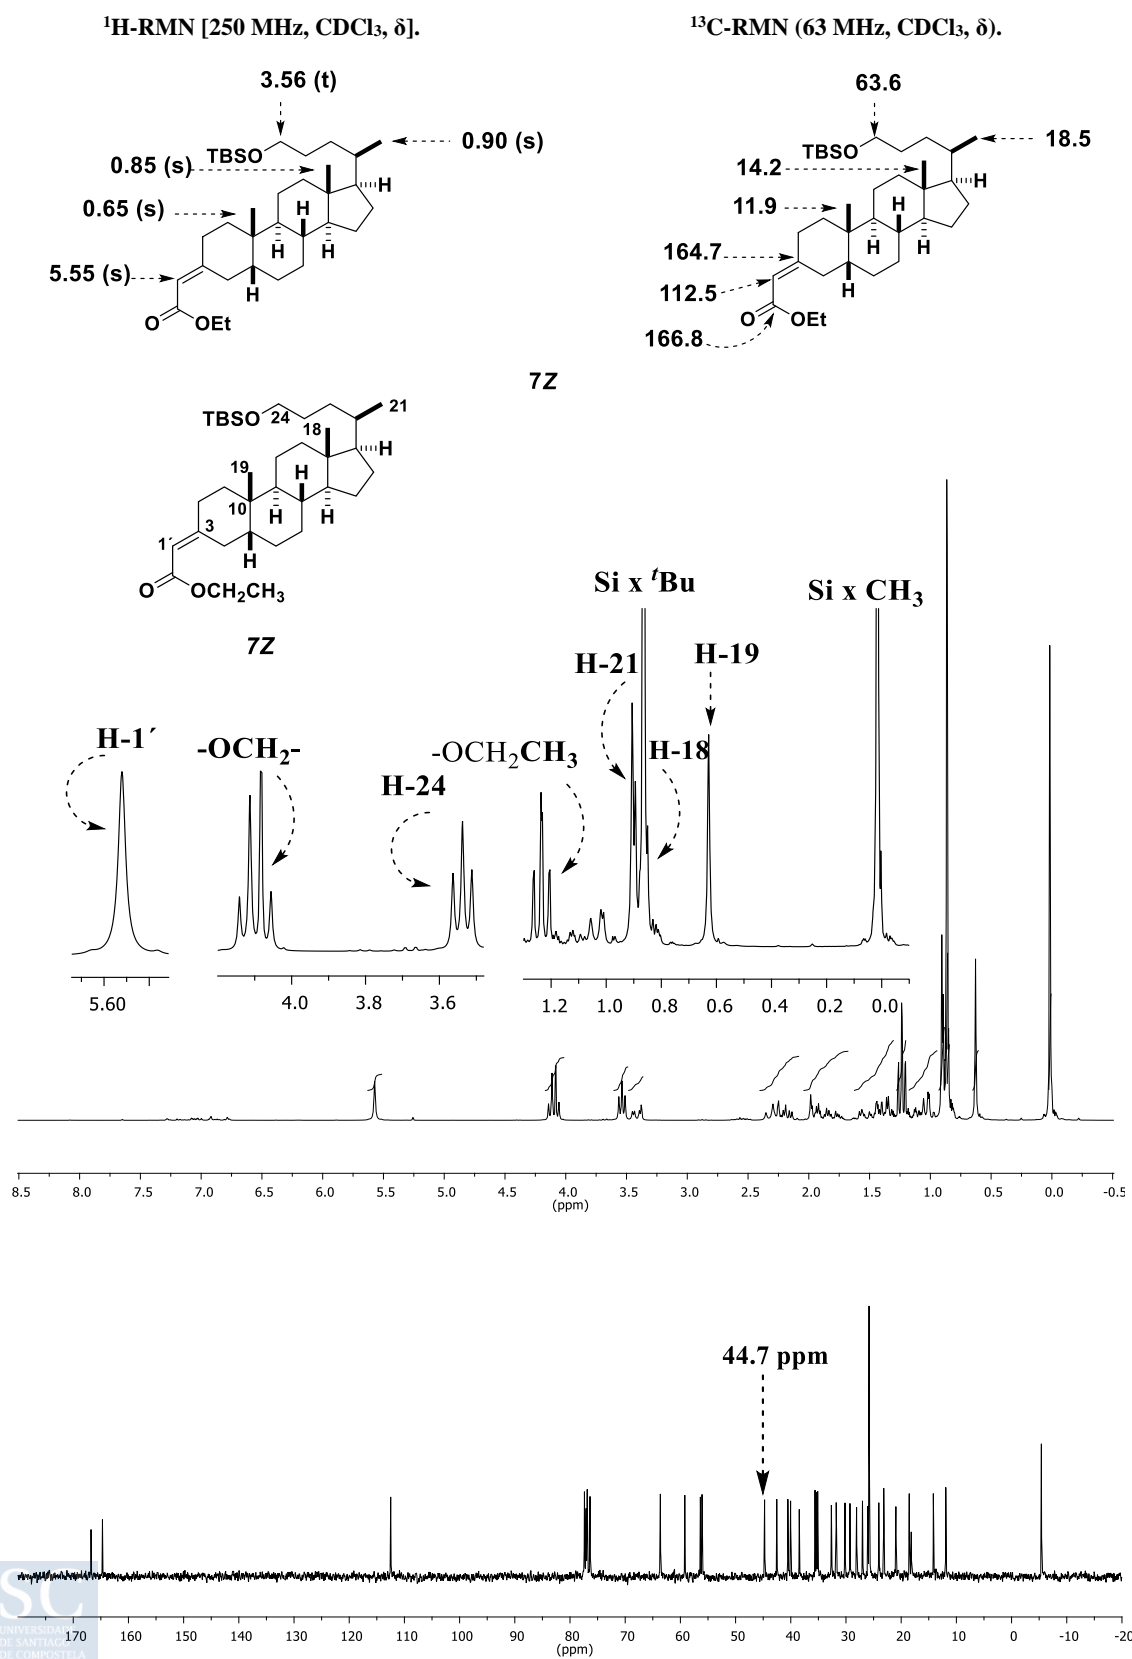 ¹H-RMN [250 MHz, CDCl₃, δ].
¹³C-RMN (63 MHz, CDCl₃, δ).
3.56 (t)
TBSO
0.90 (s)
0.85 (s)
H
0.65 (s)
H
H
H
5.55 (s)
H
O
OEt
63.6
TBSO
18.5
14.2
H
11.9
H
H
H
164.7
112.5
H
O
OEt
166.8
7Z
TBSO
24
21
18
H
19
H
10
H
H
3
1´
H
O
OCH₂CH₃
7Z
Si x ᵗBu
Si x CH₃
H-21
H-19
H-1´
-OCH₂-
-OCH₂CH₃
H-18
H-24
5.60
4.0 3.8 3.6
1.2 1.0 0.8 0.6 0.4 0.2 0.0
8.5 8.0 7.5 7.0 6.5 6.0 5.5 5.0 4.5 4.0 3.5 3.0 2.5 2.0 1.5 1.0 0.5 0.0 -0.5
(ppm)
44.7 ppm
170 160 150 140 130 120 110 100 90 80 70 60 50 40 30 20 10 0 -10 -20
(ppm)
SC
UNIVERSIDADE
DE SANTIAGO
DE COMPOSTELA